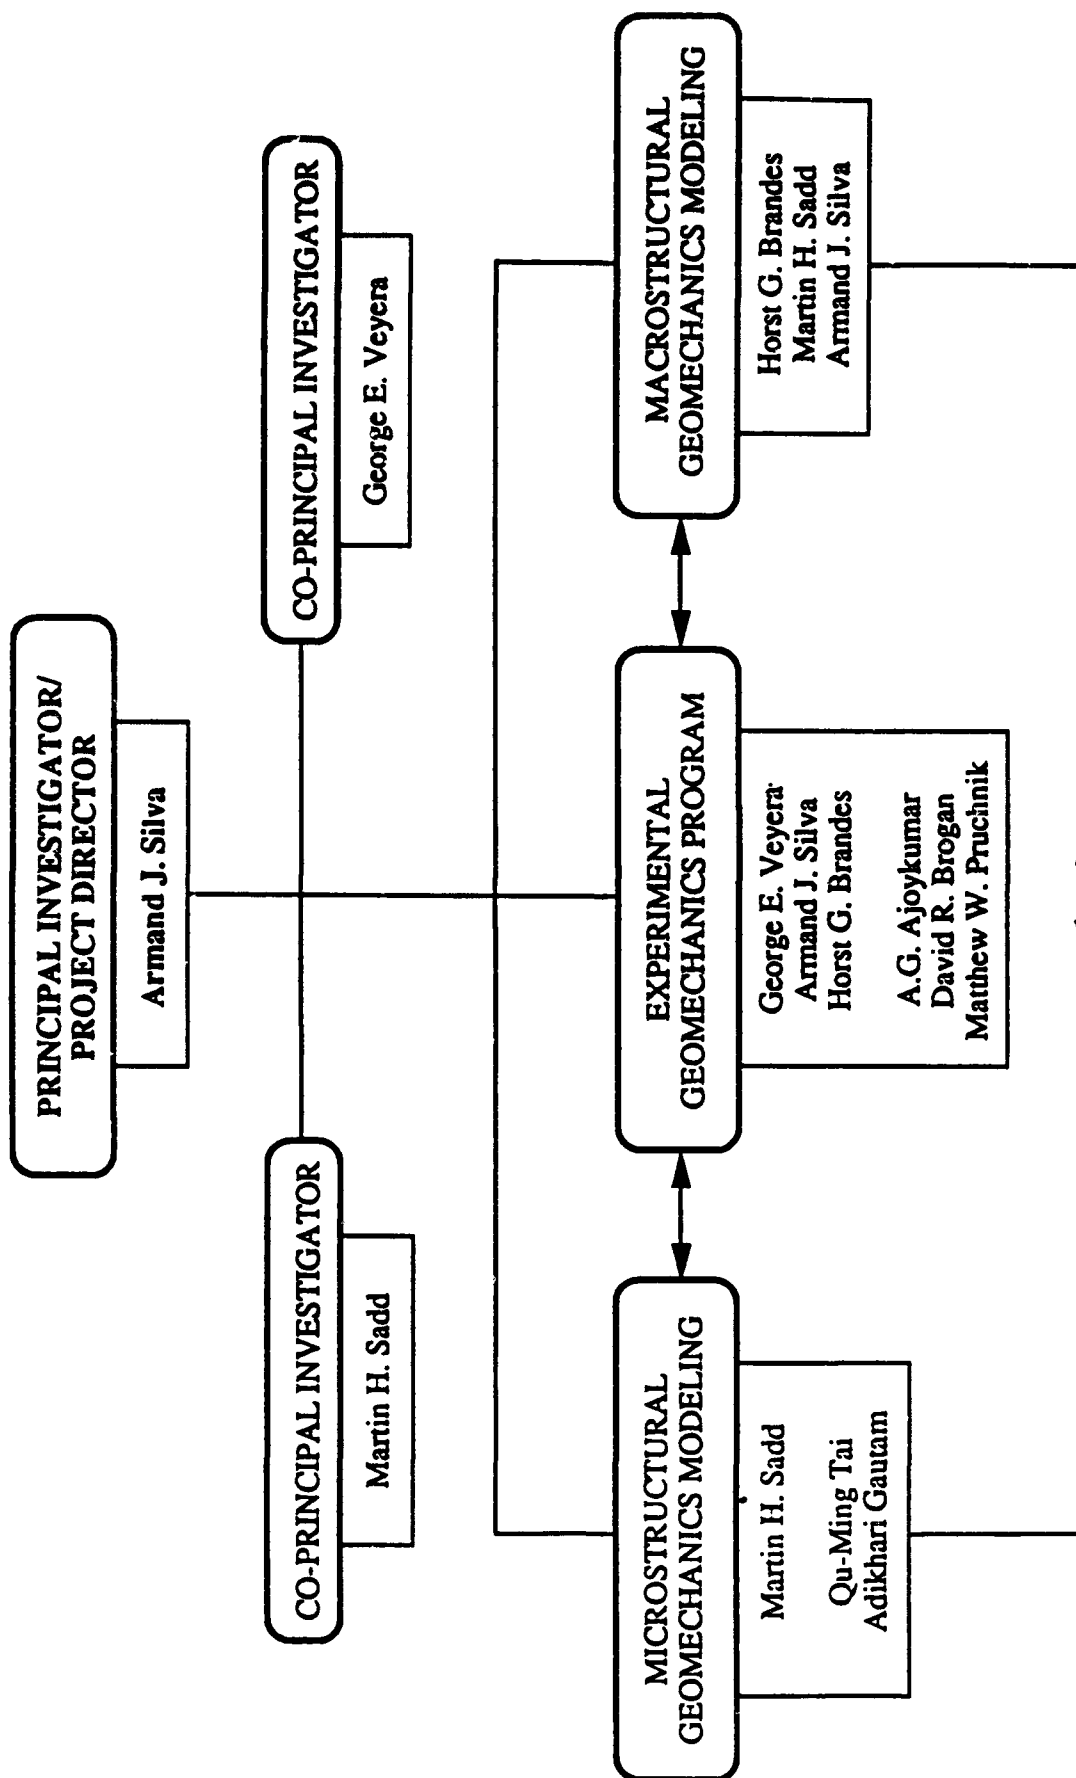 PRINCIPAL INVESTIGATOR/
PROJECT DIRECTOR
Armand J. Silva
CO-PRINCIPAL INVESTIGATOR
Martin H. Sadd
CO-PRINCIPAL INVESTIGATOR
George E. Veyera
MICROSTRUCTURAL
GEOMECHANICS MODELING
Martin H. Sadd
Qu-Ming Tai
Adikhari Gautam
EXPERIMENTAL
GEOMECHANICS PROGRAM
George E. Veyera
Armand J. Silva
Horst G. Brandes
A.G. Ajoykumar
David R. Brogan
Matthew W. Pruchnik
MACROSTRUCTURAL
GEOMECHANICS MODELING
Horst G. Brandes
Martin H. Sadd
Armand J. Silva